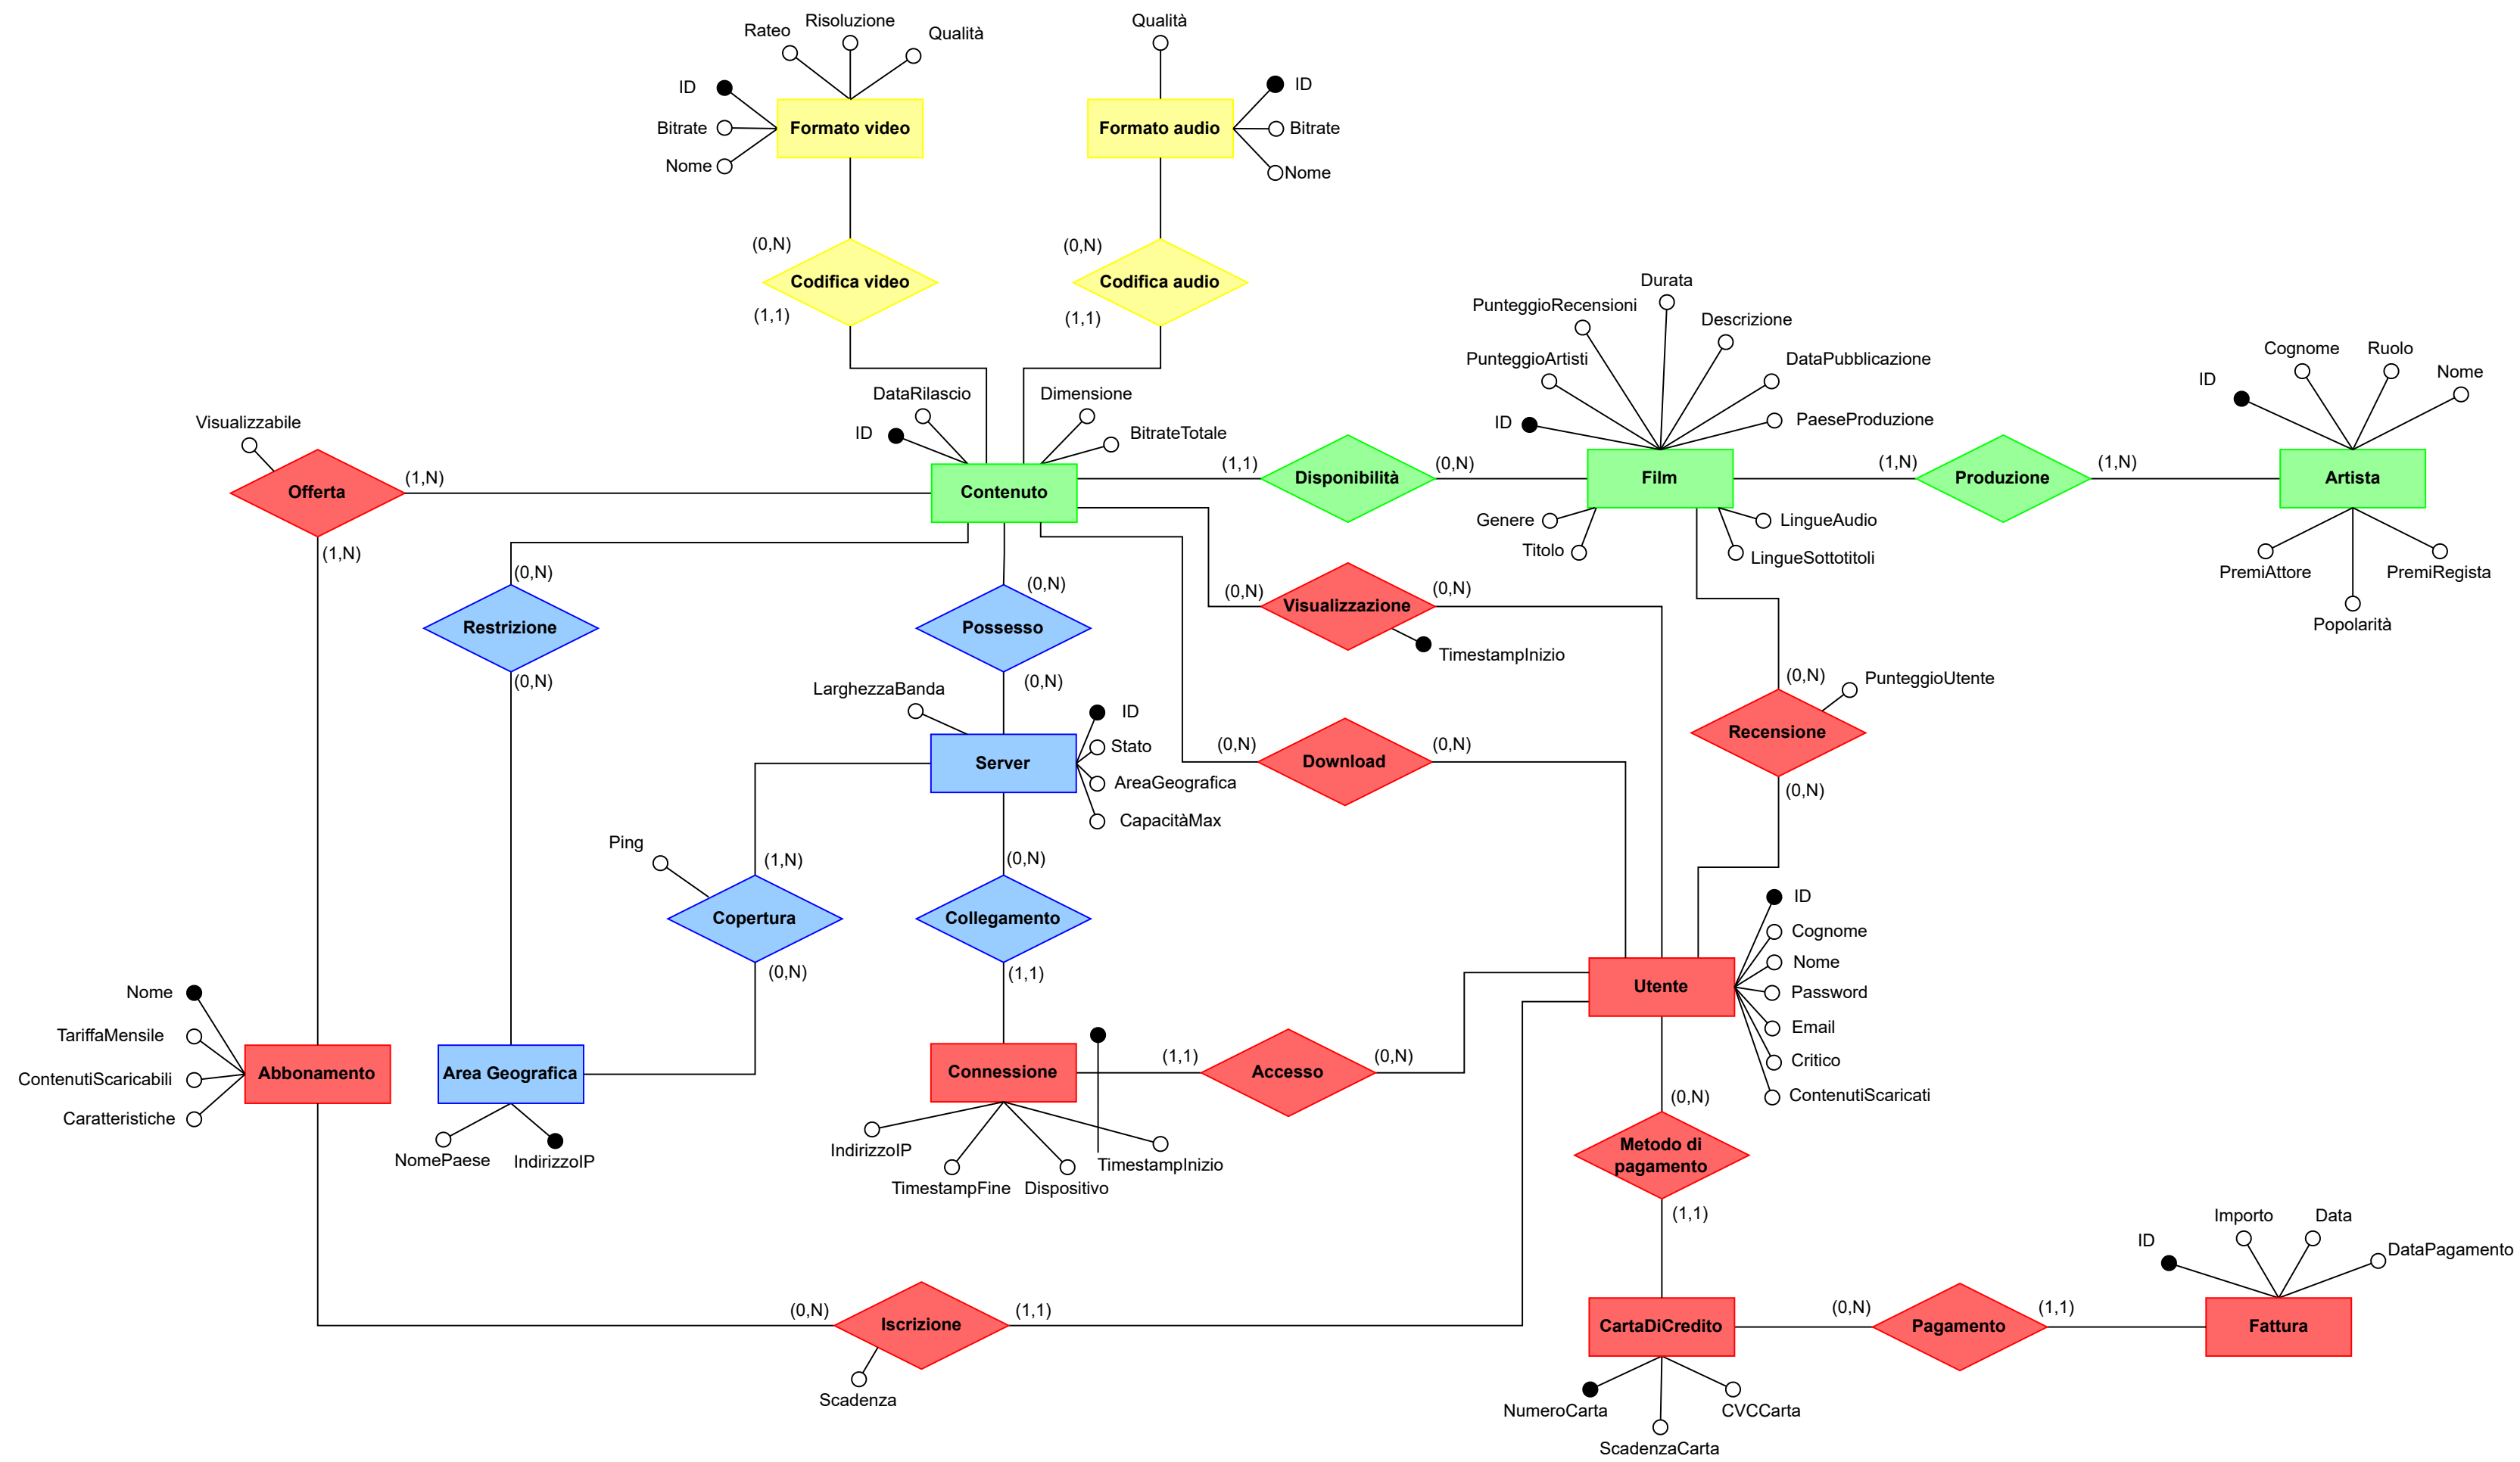 Risoluzione
Qualità
Rateo
Qualità
ID
ID
Bitrate
Formato video
Formato audio
Bitrate
Nome
Nome
(0,N)
(0,N)
Codifica video
Codifica audio
Durata
PunteggioRecensioni
(1,1)
(1,1)
Descrizione
Cognome
Ruolo
PunteggioArtisti
DataPubblicazione
Nome
ID
DataRilascio
Dimensione
Visualizzabile
ID
PaeseProduzione
ID
BitrateTotale
(1,1)
(0,N)
(1,N)
(1,N)
(1,N)
Disponibilità
Film
Produzione
Artista
Offerta
Contenuto
Genere
LingueAudio
Titolo
LingueSottotitoli
(1,N)
(0,N)
(0,N)
(0,N)
(0,N)
PremiAttore
PremiRegista
Visualizzazione
Popolarità
Restrizione
Possesso
TimestampInizio
(0,N)
(0,N)
(0,N)
PunteggioUtente
LarghezzaBanda
ID
Recensione
Stato
(0,N)
(0,N)
Server
Download
AreaGeografica
(0,N)
CapacitàMax
Ping
(1,N)
(0,N)
ID
Copertura
Collegamento
Cognome
Nome
(0,N)
(1,1)
Utente
Nome
Password
Email
TariffaMensile
(1,1)
(0,N)
Critico
Abbonamento
Area Geografica
Connessione
Accesso
ContenutiScaricabili
ContenutiScaricati
(0,N)
Caratteristiche
Metodo di
pagamento
IndirizzoIP
NomePaese
IndirizzoIP
TimestampInizio
TimestampFine
Dispositivo
(1,1)
Importo
Data
ID
DataPagamento
(0,N)
(1,1)
(0,N)
(1,1)
Iscrizione
CartaDiCredito
Pagamento
Fattura
Scadenza
NumeroCarta
CVCCarta
ScadenzaCarta